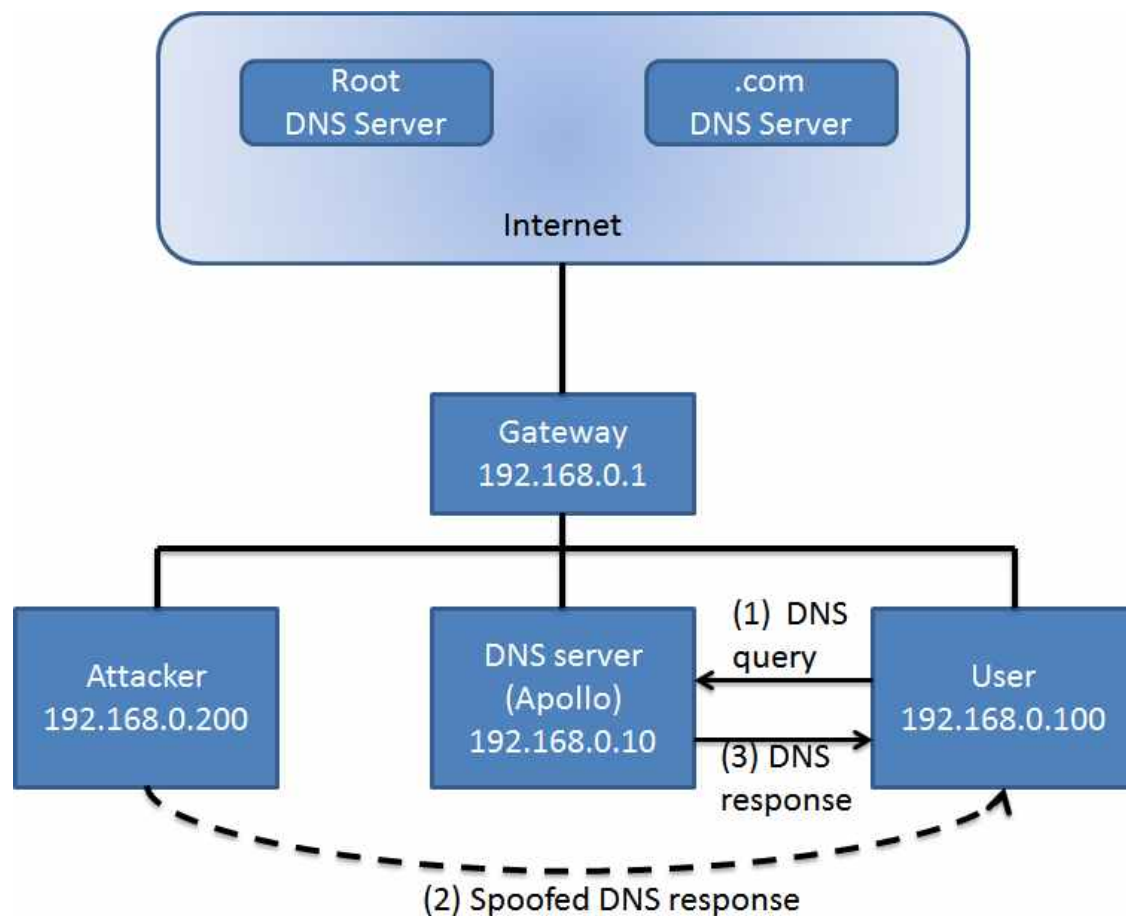 Root
DNS Server
.com
DNS Server
Internet
Gateway
192.168.0.1
Attacker
192.168.0.200
DNS server
(Apollo)
192.168.0.10
(1) DNS
query
(3) DNS
response
User
192.168.0.100
(2) Spoofed DNS response